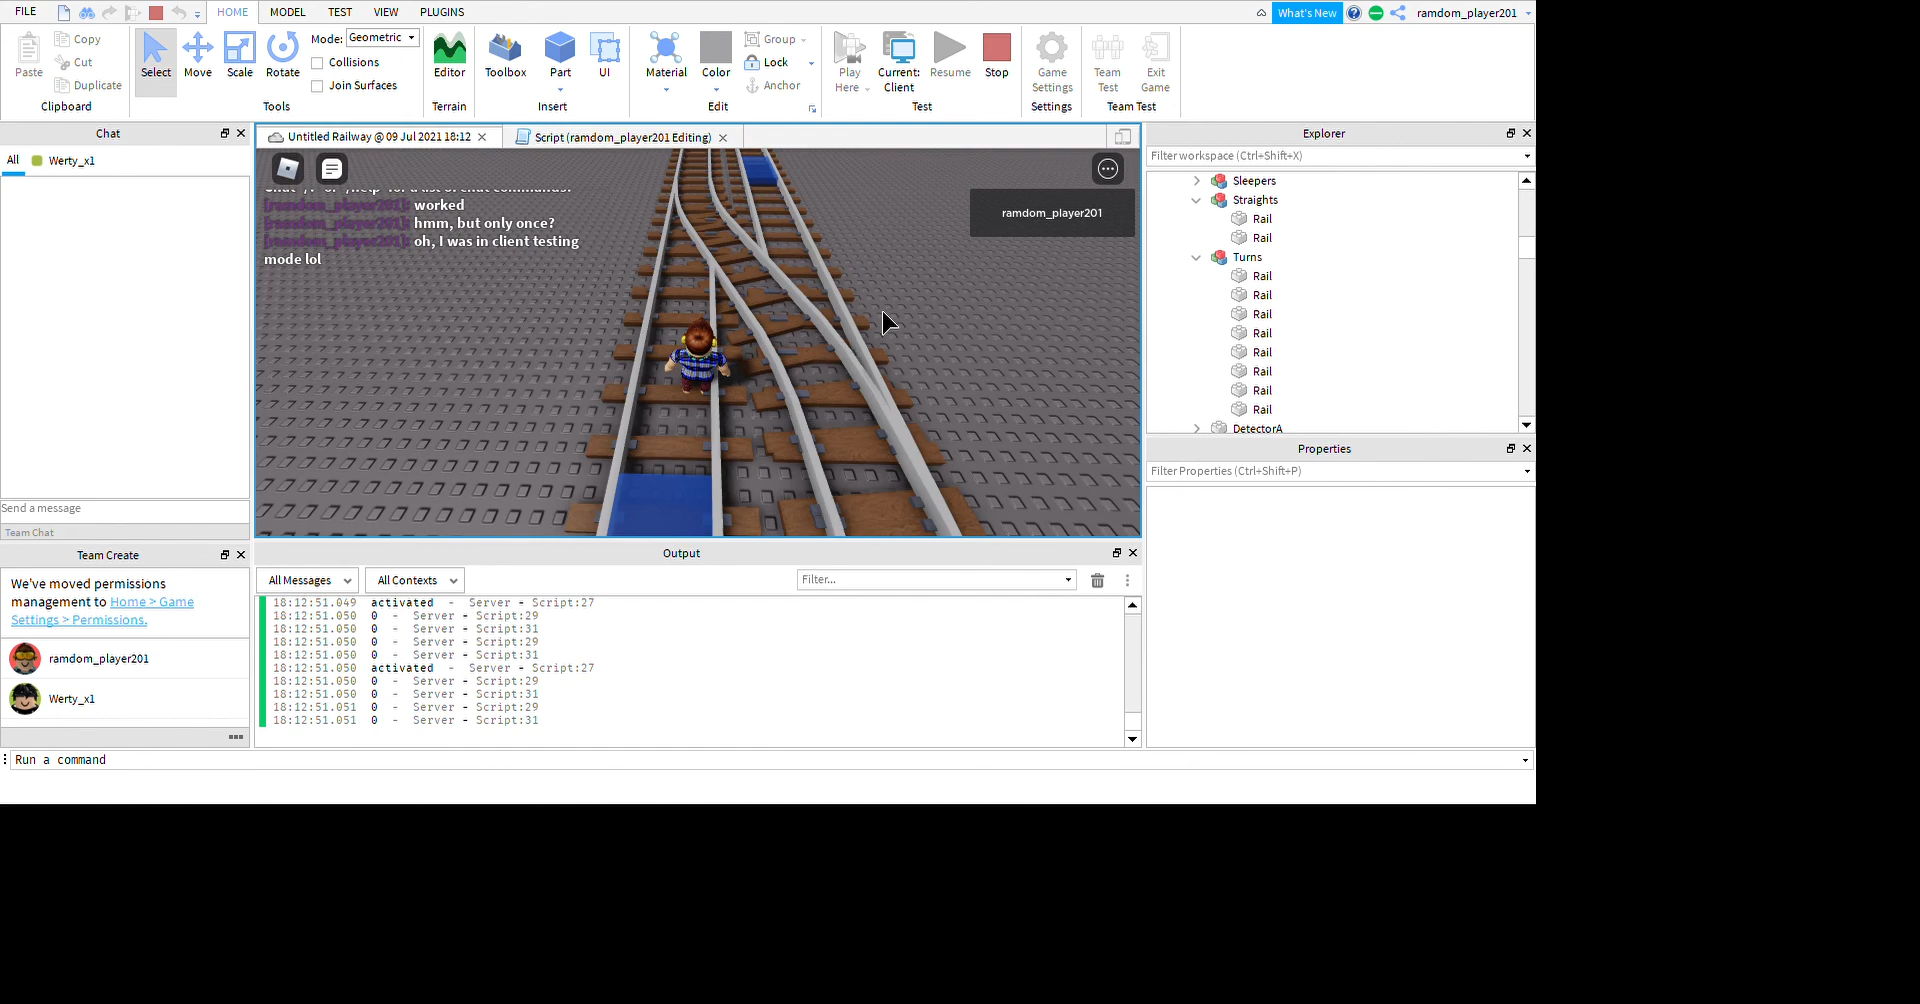 FILE HOME MODEL TEST VIEW PLUGINS What's New ramdom_player201
Paste Copy Cut Duplicate
Clipboard
Select Move Scale Rotate Mode: Geometric
Collisions
Join Surfaces
Tools
Editor
Terrain
Toolbox Part UI
Insert
Material Color Group Lock Anchor
Edit
Play Here Current: Client Resume Stop
Test
Game Settings
Settings
Team Test Exit Game
Team Test
Chat
All Werty_x1
Send a message
Team Chat
Team Create
We've moved permissions
management to Home > Game
Settings > Permissions.
ramdom_player201
Werty_x1
Untitled Railway @ 09 Jul 2021 18:12 Script (ramdom_player201 Editing)
[ramdom_player201]: worked
[ramdom_player201]: hmm, but only once?
[ramdom_player201]: oh, I was in client testing
mode lol
ramdom_player201
Output
All Messages All Contexts Filter...
18:12:51.049 activated - Server - Script:27
18:12:51.050 0 - Server - Script:29
18:12:51.050 0 - Server - Script:31
18:12:51.050 0 - Server - Script:29
18:12:51.050 0 - Server - Script:31
18:12:51.050 activated - Server - Script:27
18:12:51.050 0 - Server - Script:29
18:12:51.050 0 - Server - Script:31
18:12:51.051 0 - Server - Script:29
18:12:51.051 0 - Server - Script:31
Explorer
Filter workspace (Ctrl+Shift+X)
Sleepers
Straights
Rail
Rail
Turns
Rail
Rail
Rail
Rail
Rail
Rail
Rail
Rail
DetectorA
Properties
Filter Properties (Ctrl+Shift+P)
Run a command